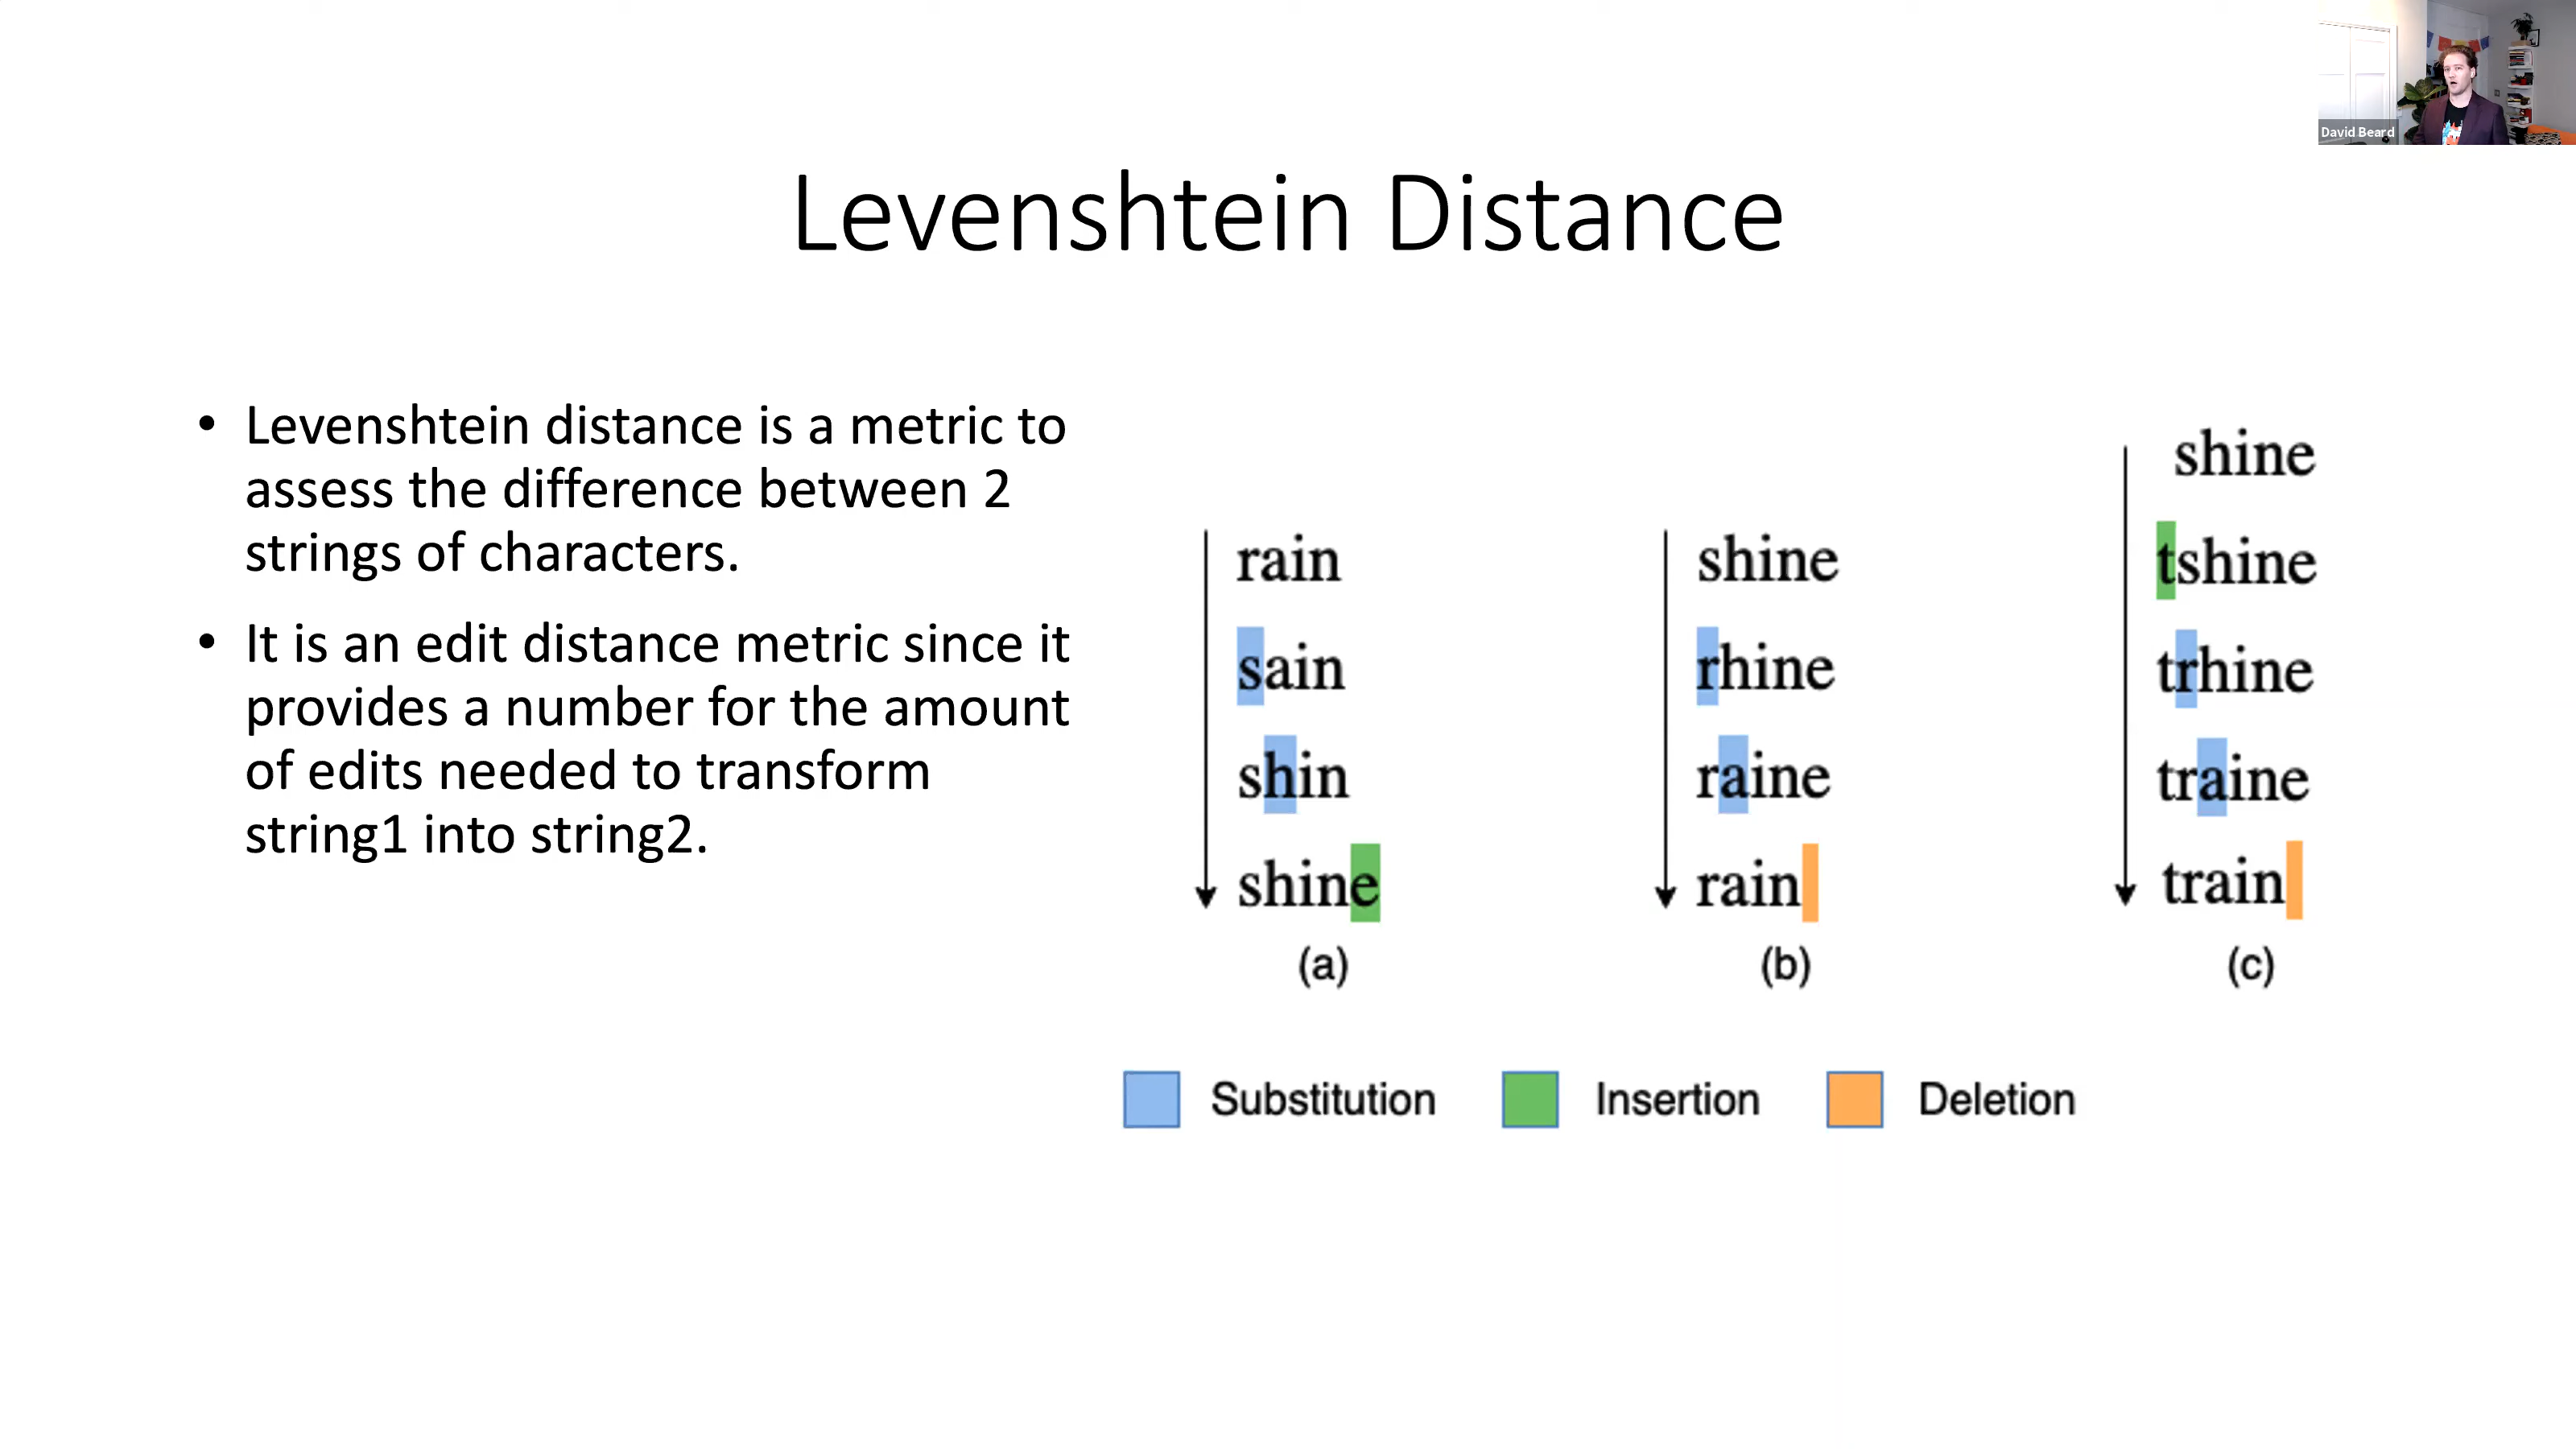 David Beard
Levenshtein Distance
• Levenshtein distance is a metric to
assess the difference between 2
strings of characters.
• It is an edit distance metric since it
provides a number for the amount
of edits needed to transform
string1 into string2.
rain
sain
shin
shine
(a)
shine
rhine
raine
rain
(b)
shine
tshine
trhine
traine
train
(c)
Substitution
Insertion
Deletion